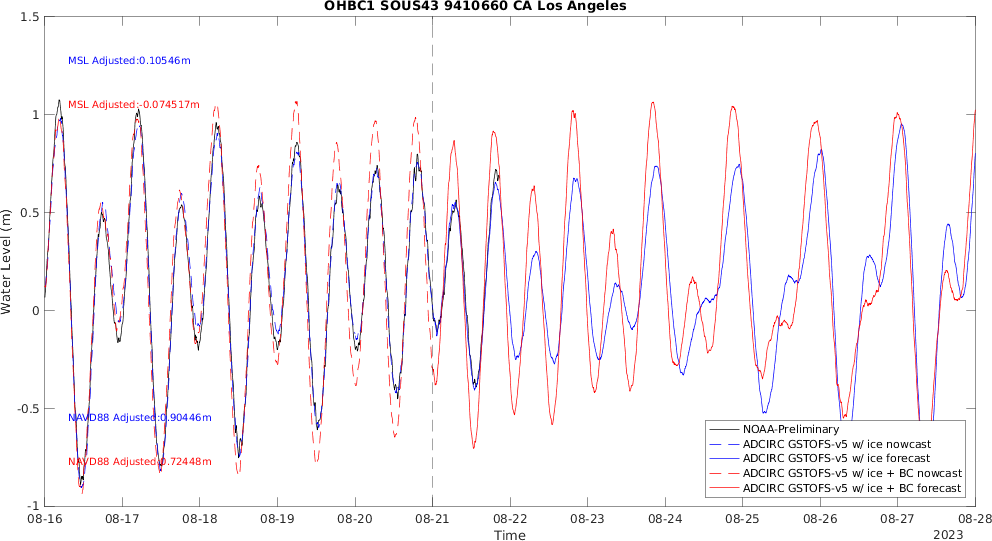 OHBC1 SOUS43 9410660 CA Los Angeles
1.5
MSL Adjusted:0.10546m
MSL Adjusted:-0.074517m
1
0.5
Water Level (m)
0
-0.5
NAVD88 Adjusted:0.90446m
NAVD88 Adjusted:0.72448m
-1
NOAA-Preliminary
ADCIRC GSTOFS-v5 w/ ice nowcast
ADCIRC GSTOFS-v5 w/ ice forecast
ADCIRC GSTOFS-v5 w/ ice + BC nowcast
ADCIRC GSTOFS-v5 w/ ice + BC forecast
08-16 08-17 08-18 08-19 08-20 08-21 08-22 08-23 08-24 08-25 08-26 08-27 08-28
Time
2023